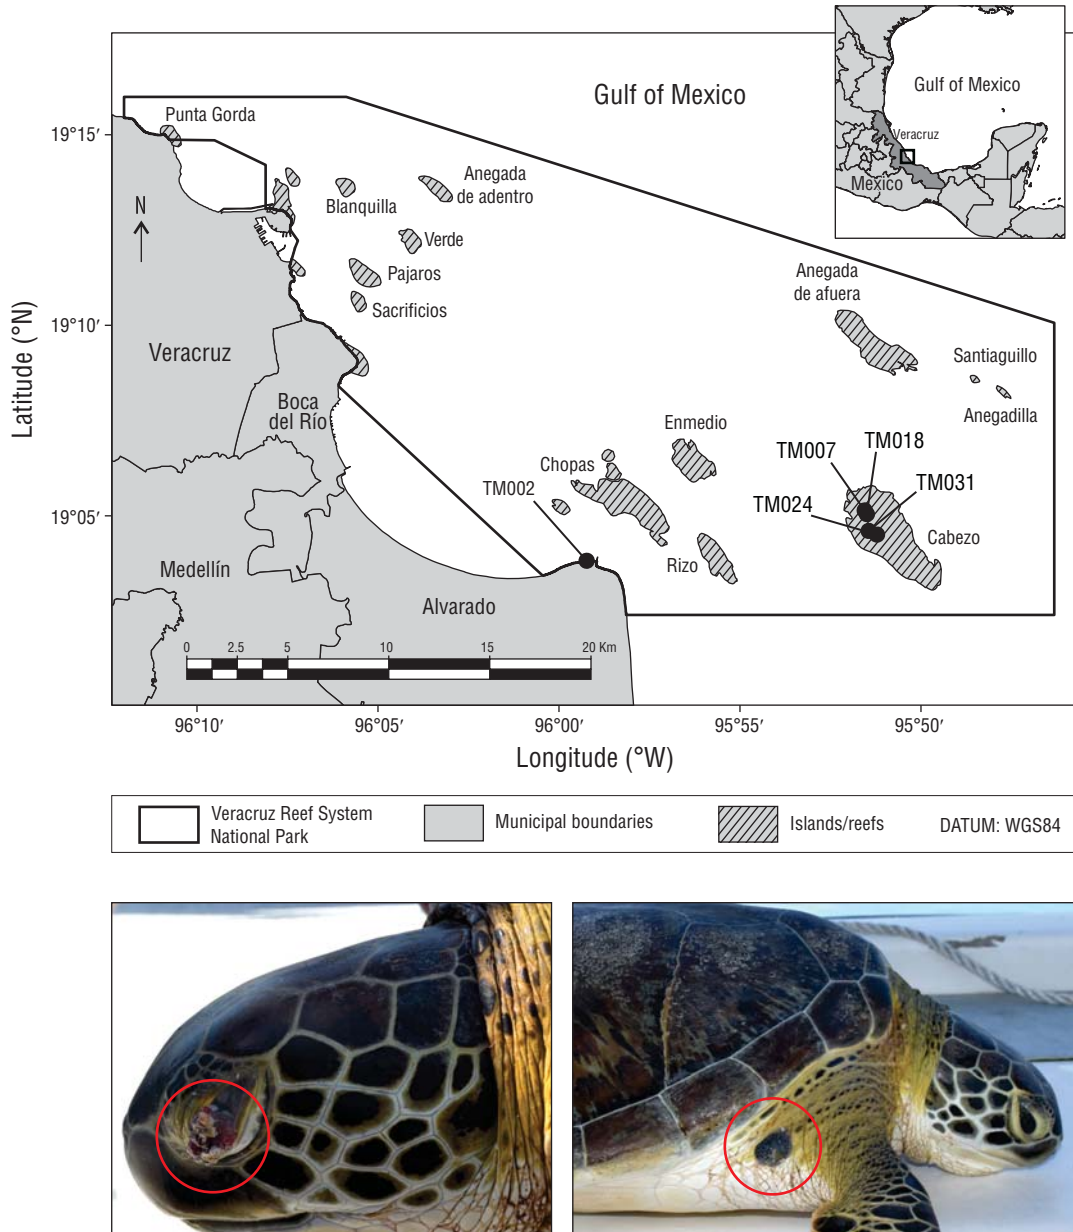 Gulf of Mexico
Gulf of Mexico
Veracruz
Mexico
Punta Gorda
19°15′
N
Blanquilla
Anegada
de adentro
Verde
Pajaros
Sacrificios
Anegada
de afuera
19°10′
Latitude (°N)
Veracruz
Santiaguillo
Anegadilla
Boca
del Río
Enmedio
TM018
TM007
Chopas
TM031
TM002
TM024
19°05′
Cabezo
Rizo
Medellín
Alvarado
0 2.5 5 10 15 20 Km
96°10′ 96°05′ 96°00′ 95°55′ 95°50′
Longitude (°W)
Veracruz Reef System
National Park
Municipal boundaries
Islands/reefs
DATUM: WGS84